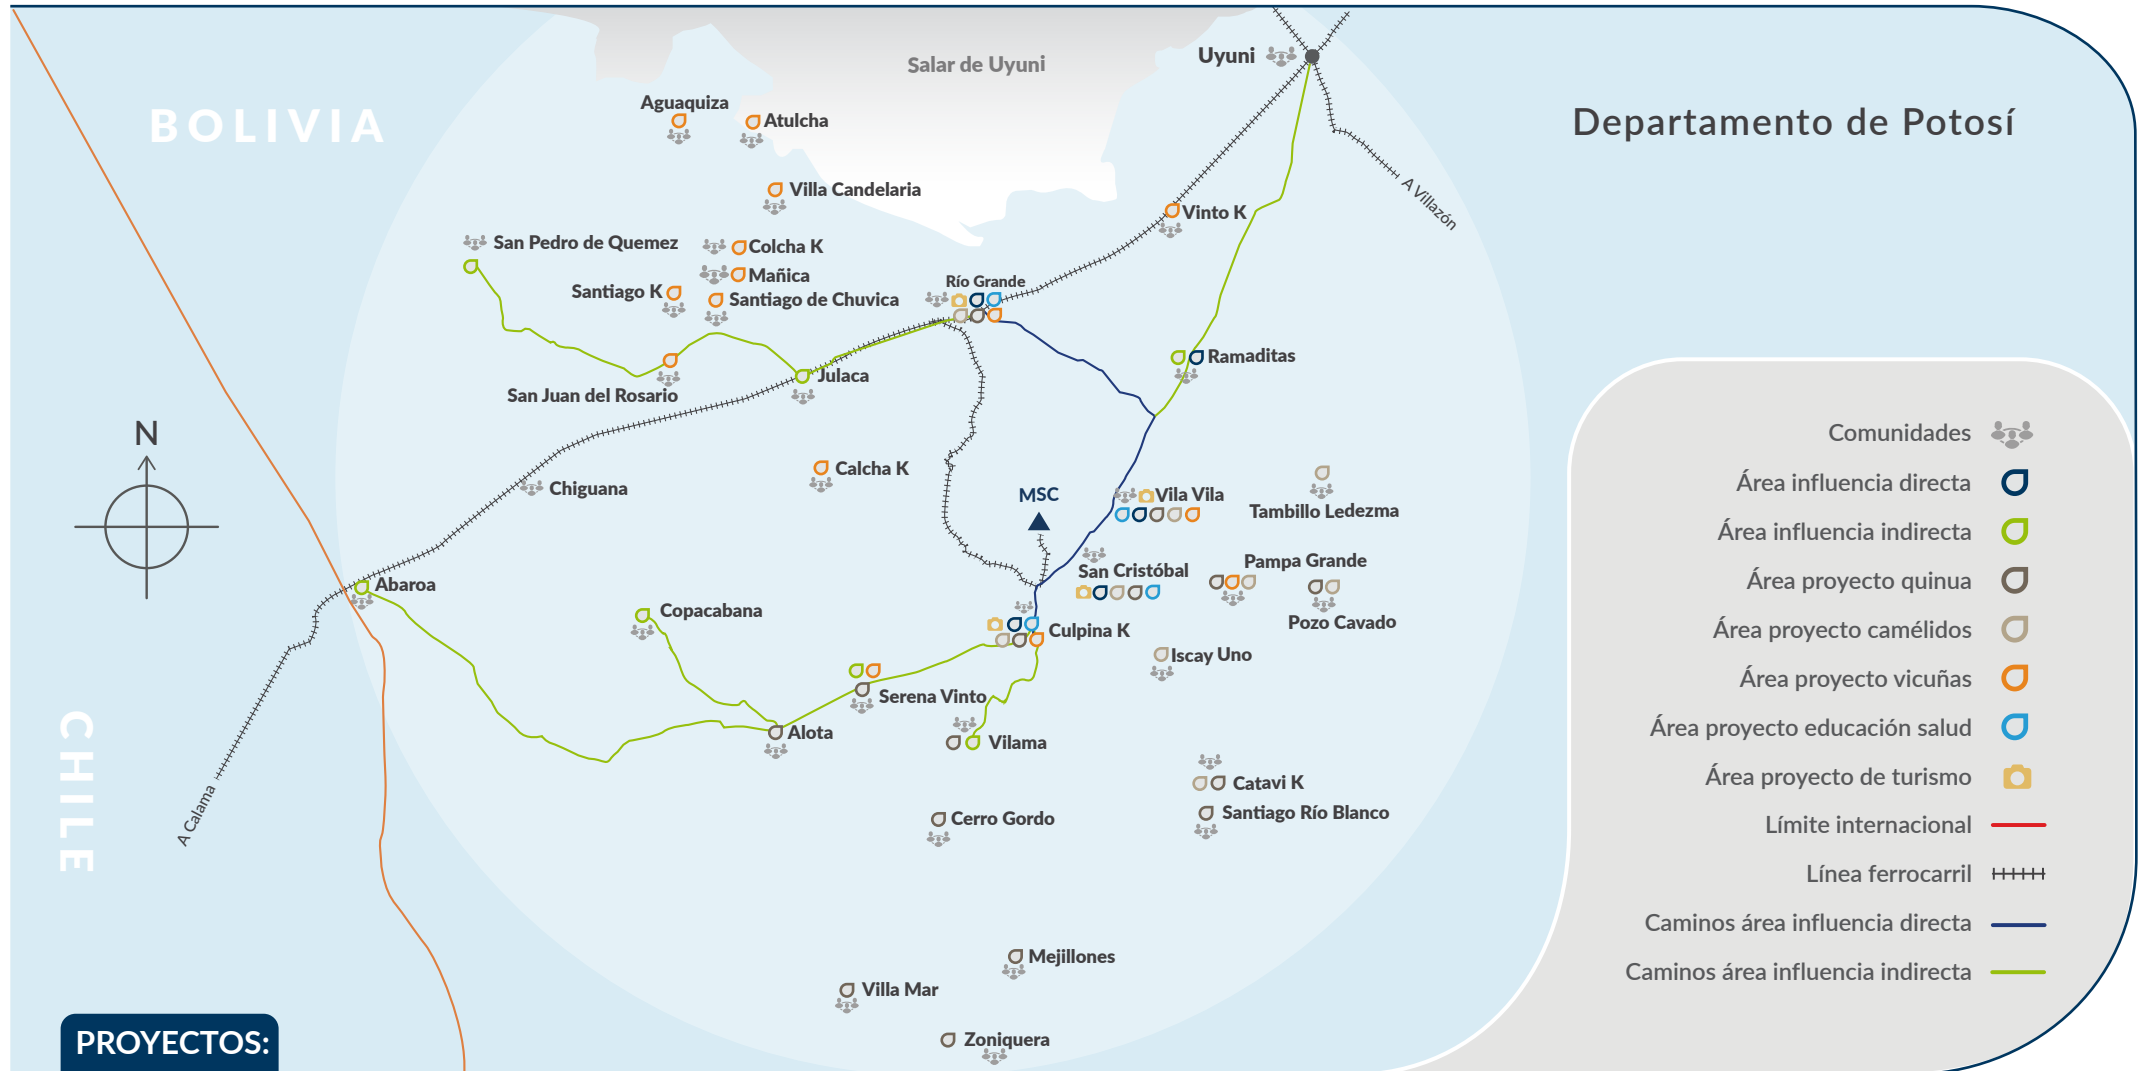 Salar de Uyuni
Uyuni
BOLIVIA
Departamento de Potosí
Aguaquiza
Atulcha
Villa Candelaria
A Villazón
Vinto K
San Pedro de Quemez
Colcha K
Mañica
Santiago K
Santiago de Chuvica
Río Grande
Ramaditas
Julaca
San Juan del Rosario
N
Calcha K
Chiguana
MSC
Vila Vila
Tambillo Ledezma
San Cristóbal
Pampa Grande
Abaroa
Copacabana
Culpina K
Pozo Cavado
Iscay Uno
Serena Vinto
Alota
Vilama
CHILE
A Calama
Catavi K
Cerro Gordo
Santiago Río Blanco
Mejillones
Villa Mar
Zoniquera
PROYECTOS:
Comunidades
Área influencia directa
Área influencia indirecta
Área proyecto quinua
Área proyecto camélidos
Área proyecto vicuñas
Área proyecto educación salud
Área proyecto de turismo
Límite internacional
Línea ferrocarril
Caminos área influencia directa
Caminos área influencia indirecta